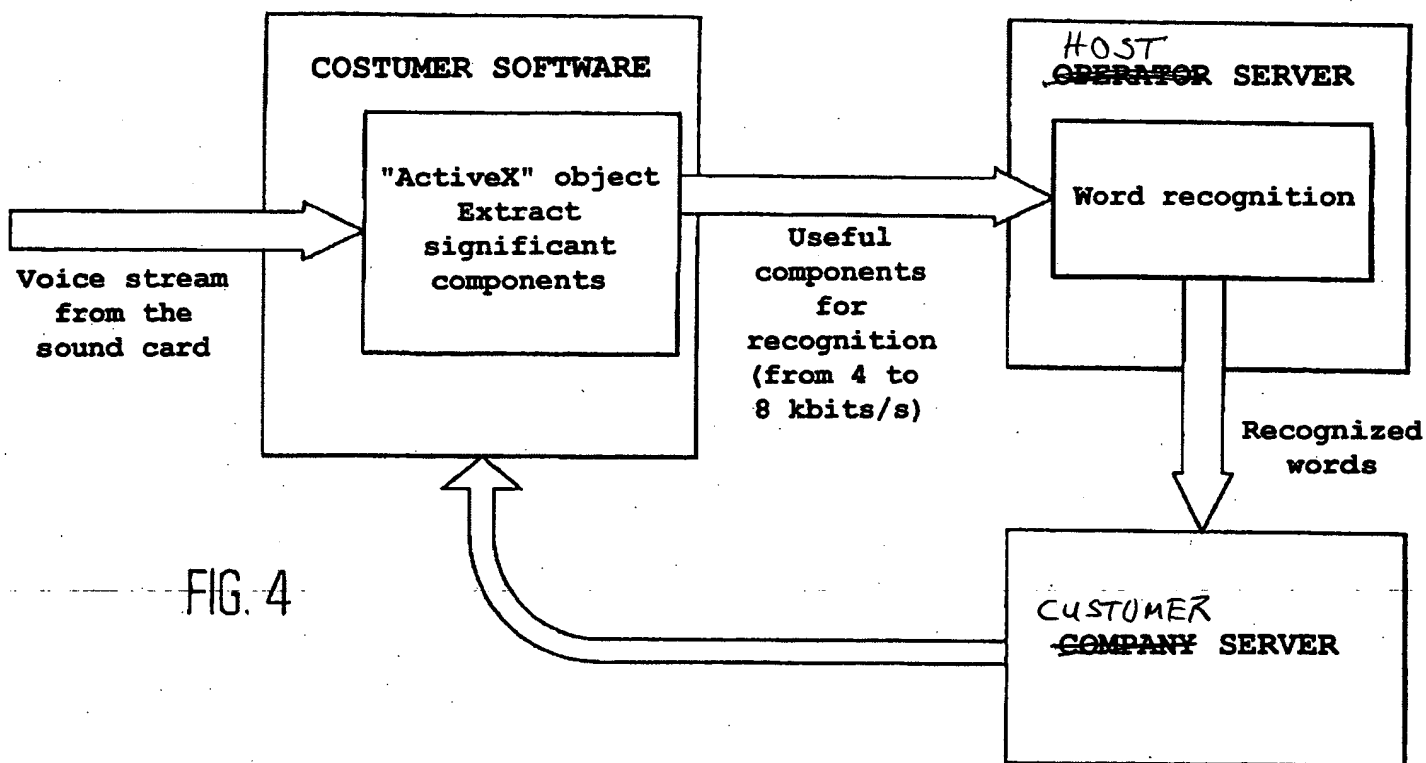 COSTUMER SOFTWARE
"ActiveX" object
Extract
significant
components
Voice stream
from the
sound card
Useful
components
for
recognition
(from 4 to
8 kbits/s)
HOST
OPERATOR SERVER
Word recognition
Recognized
words
CUSTOMER
COMPANY SERVER
FIG. 4